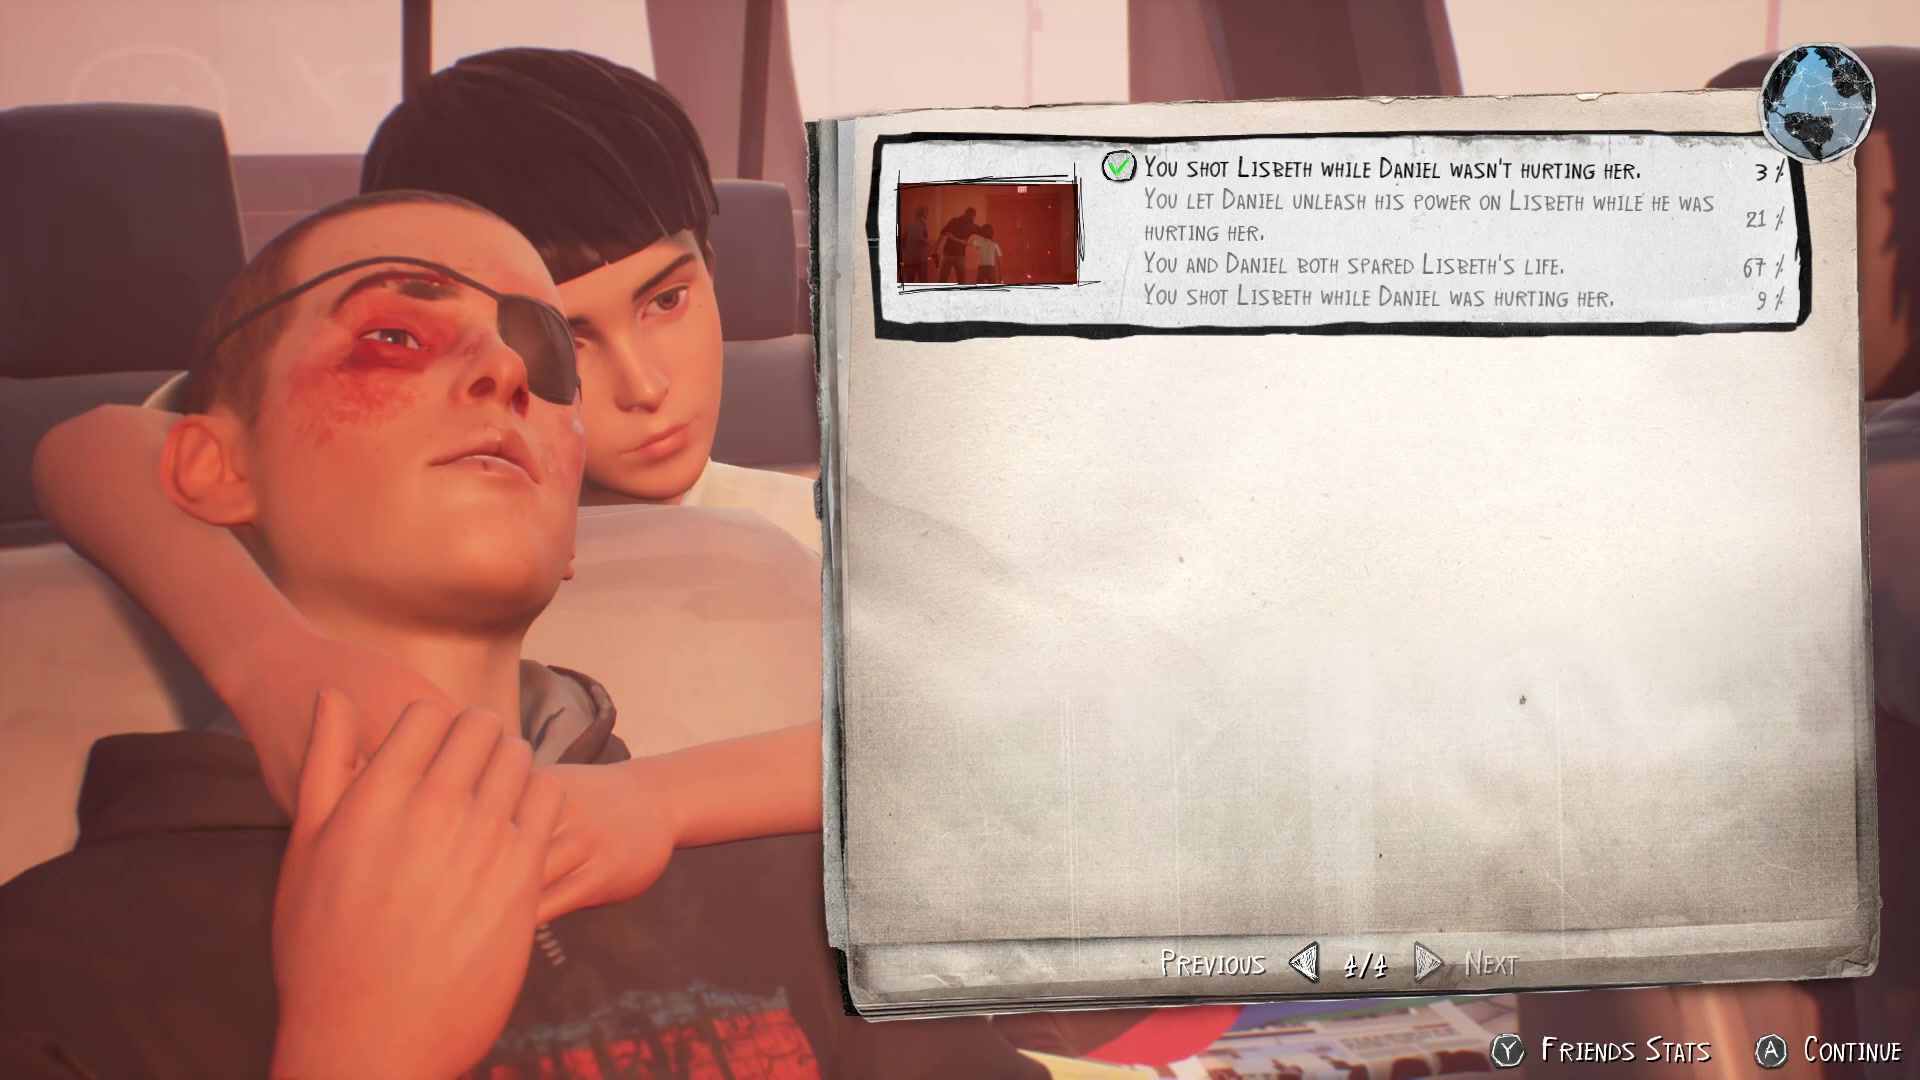 You shot Lisbeth while Daniel wasn't hurting her.
3 %
You let Daniel unleash his power on Lisbeth while he was
hurting her.
21 %
You and Daniel both spared Lisbeth's life.
67 %
You shot Lisbeth while Daniel was hurting her.
9 %
Previous 4/4 Next
Y Friends Stats A Continue